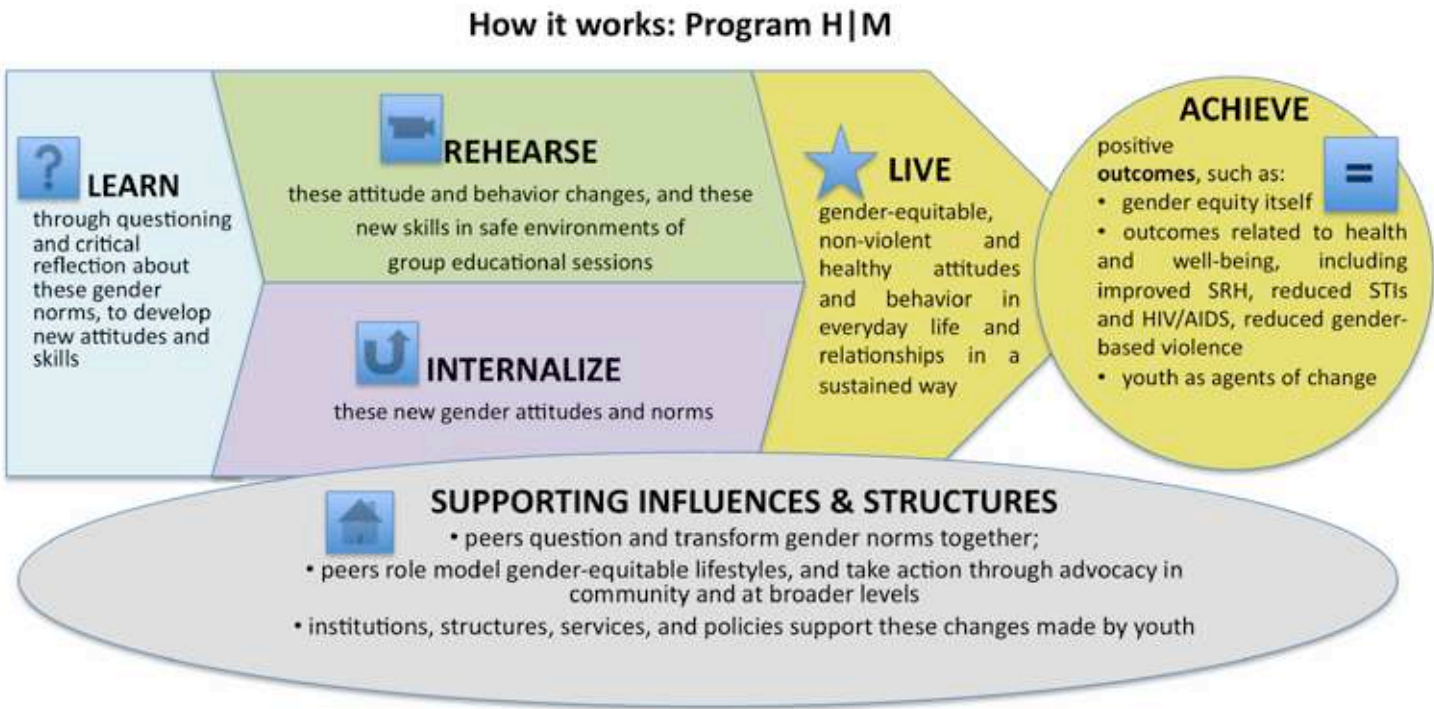 How it works: Program H|M
?
LEARN
through questioning
and critical
reflection about
these gender
norms, to develop
new attitudes and
skills
REHEARSE
these attitude and behavior changes, and these
new skills in safe environments of
group educational sessions
INTERNALIZE
these new gender attitudes and norms
LIVE
gender-equitable,
non-violent and
healthy attitudes
and behavior in
everyday life and
relationships in a
sustained way
ACHIEVE
positive
outcomes, such as:
=
• gender equity itself
• outcomes related to health
and well-being, including
improved SRH, reduced STIs
and HIV/AIDS, reduced gender-
based violence
• youth as agents of change
SUPPORTING INFLUENCES & STRUCTURES
• peers question and transform gender norms together;
• peers role model gender-equitable lifestyles, and take action through advocacy in
community and at broader levels
• institutions, structures, services, and policies support these changes made by youth